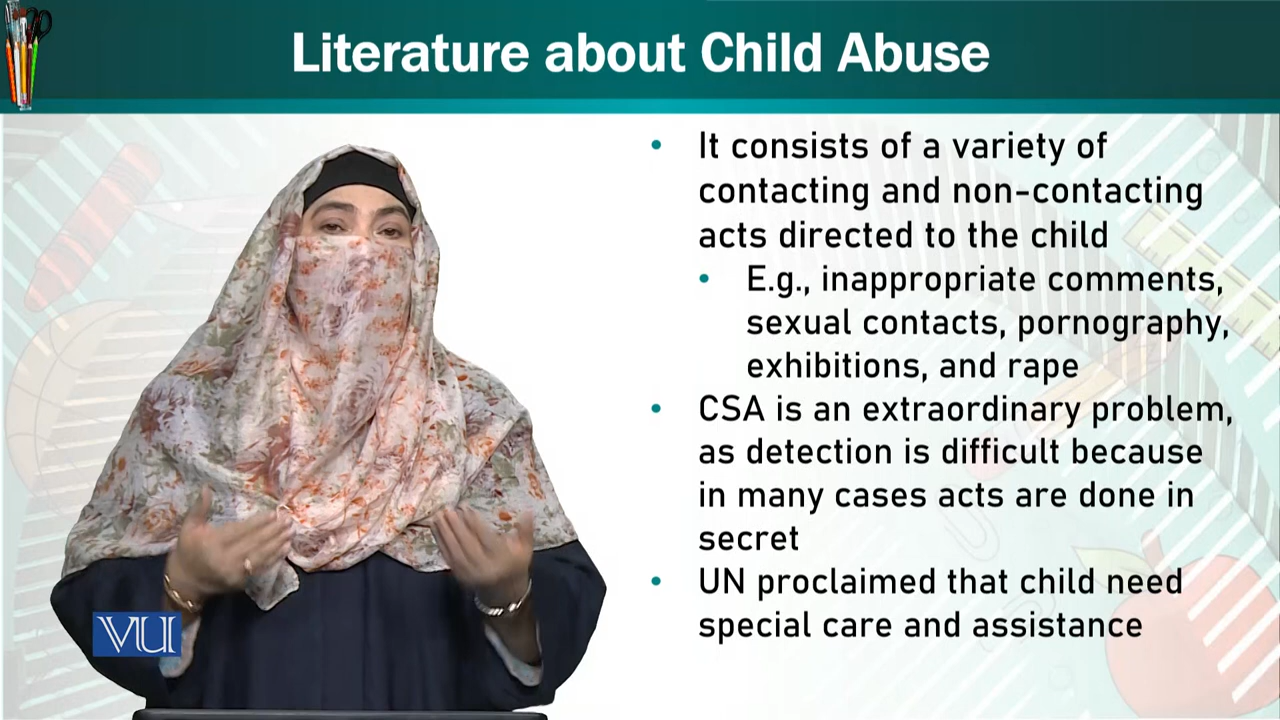 Literature about Child Abuse
• It consists of a variety of
contacting and non-contacting
acts directed to the child
• E.g., inappropriate comments,
sexual contacts, pornography,
exhibitions, and rape
• CSA is an extraordinary problem,
as detection is difficult because
in many cases acts are done in
secret
• UN proclaimed that child need
special care and assistance
VU